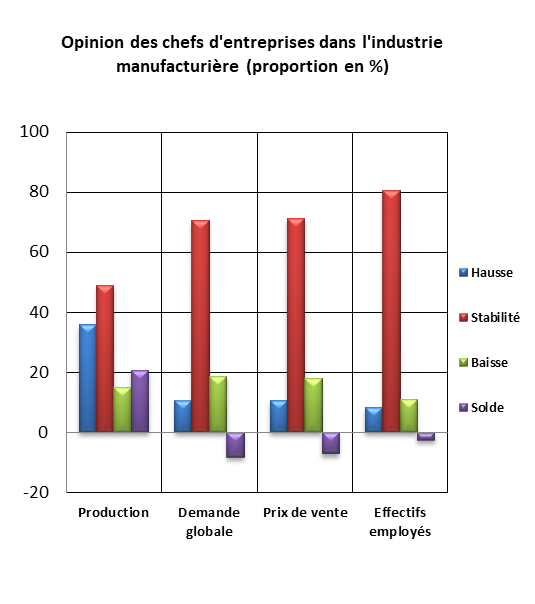 Opinion des chefs d'entreprises dans l'industrie
manufacturière (proportion en %)
100
80
60
40
20
0
-20
Production
Demande
globale
Prix de vente
Effectifs
employés
Hausse
Stabilité
Baisse
Solde